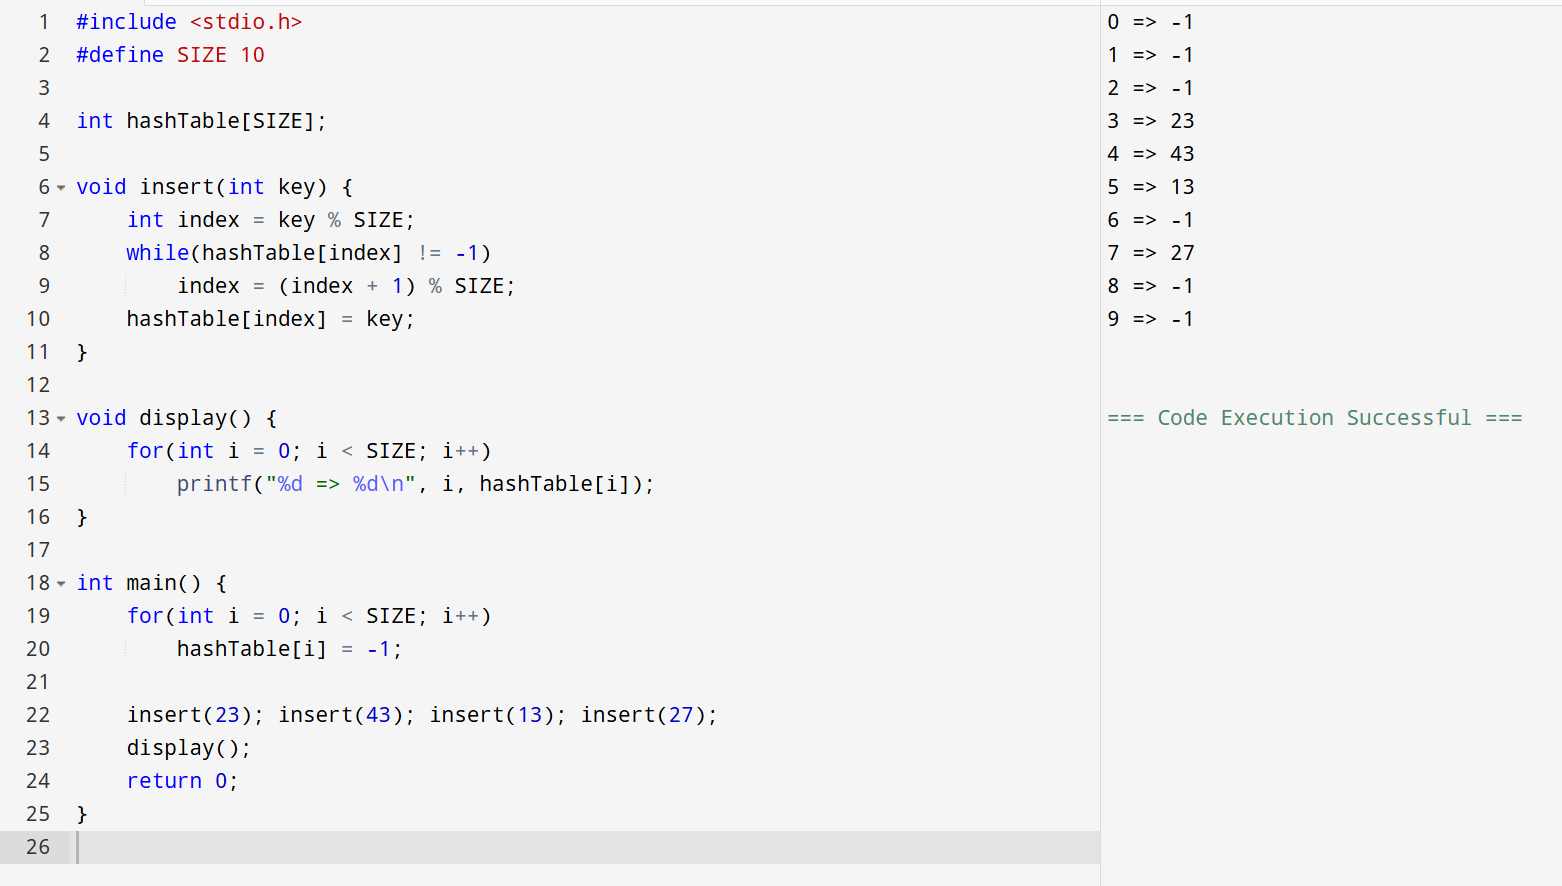 1 #include <stdio.h>
2 #define SIZE 10
3
4 int hashTable[SIZE];
5
6 void insert(int key) {
7     int index = key % SIZE;
8     while(hashTable[index] != -1)
9         index = (index + 1) % SIZE;
10     hashTable[index] = key;
11 }
12
13 void display() {
14     for(int i = 0; i < SIZE; i++)
15         printf("%d => %d\n", i, hashTable[i]);
16 }
17
18 int main() {
19     for(int i = 0; i < SIZE; i++)
20         hashTable[i] = -1;
21
22     insert(23); insert(43); insert(13); insert(27);
23     display();
24     return 0;
25 }
26
0 => -1
1 => -1
2 => -1
3 => 23
4 => 43
5 => 13
6 => -1
7 => 27
8 => -1
9 => -1
=== Code Execution Successful ===